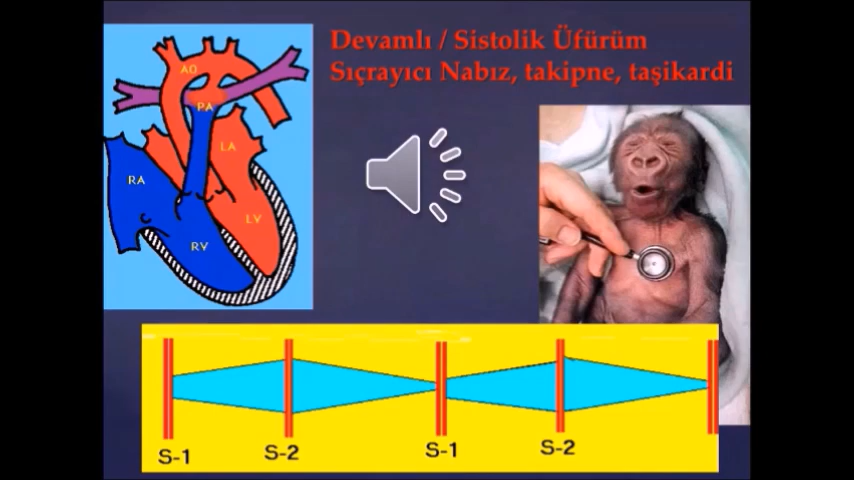 Devamlı / Sistolik Üfürüm
Sıçrayıcı Nabız, takipne, taşikardi
AO
PA
LA
RA
LV
RV
S-1
S-2
S-1
S-2